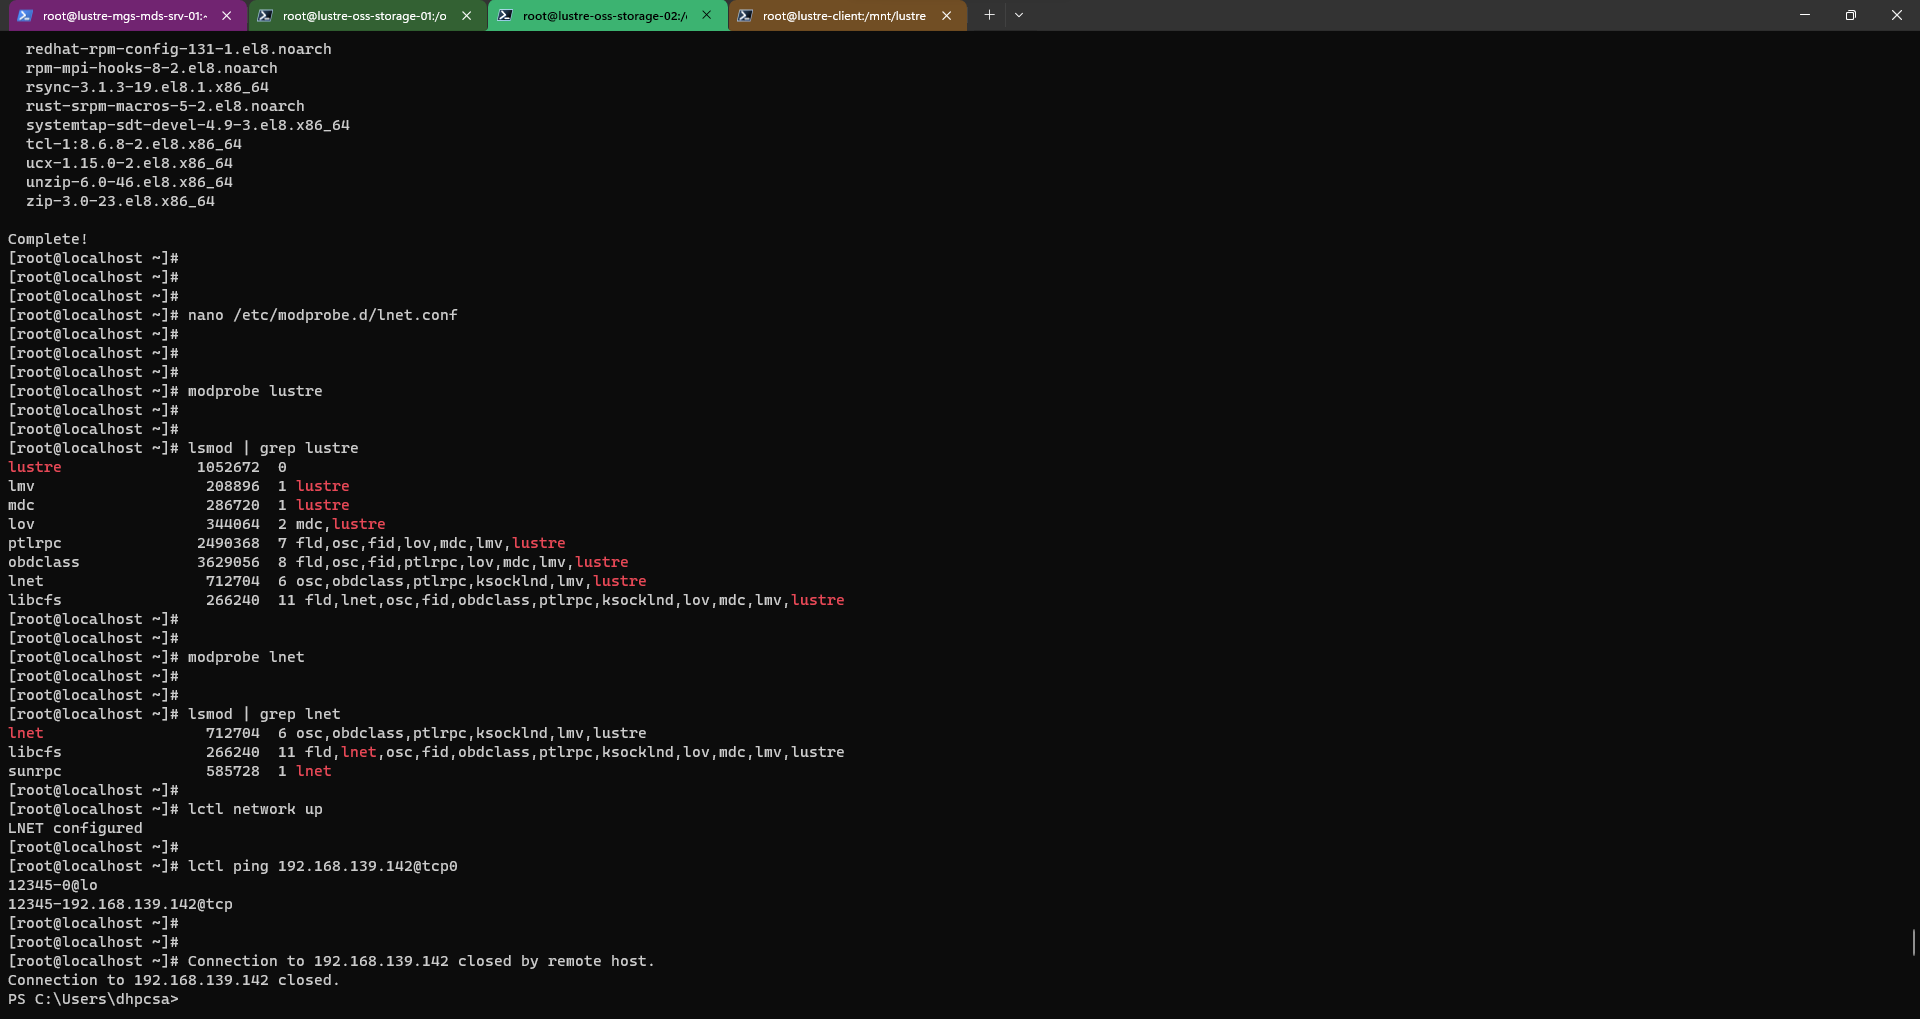 root@lustre-mgs-mds-srv-01:~
root@lustre-oss-storage-01:/o
root@lustre-oss-storage-02:/
root@lustre-client:/mnt/lustre
  redhat-rpm-config-131-1.el8.noarch
  rpm-mpi-hooks-8-2.el8.noarch
  rsync-3.1.3-19.el8.1.x86_64
  rust-srpm-macros-5-2.el8.noarch
  systemtap-sdt-devel-4.9-3.el8.x86_64
  tcl-1:8.6.8-2.el8.x86_64
  ucx-1.15.0-2.el8.x86_64
  unzip-6.0-46.el8.x86_64
  zip-3.0-23.el8.x86_64
Complete!
[root@localhost ~]#
[root@localhost ~]#
[root@localhost ~]#
[root@localhost ~]# nano /etc/modprobe.d/lnet.conf
[root@localhost ~]#
[root@localhost ~]#
[root@localhost ~]#
[root@localhost ~]# modprobe lustre
[root@localhost ~]#
[root@localhost ~]#
[root@localhost ~]# lsmod | grep lustre
lustre               1052672  0
lmv                   208896  1 lustre
mdc                   286720  1 lustre
lov                   344064  2 mdc,lustre
ptlrpc               2490368  7 fld,osc,fid,lov,mdc,lmv,lustre
obdclass             3629056  8 fld,osc,fid,ptlrpc,lov,mdc,lmv,lustre
lnet                  712704  6 osc,obdclass,ptlrpc,ksocklnd,lmv,lustre
libcfs                266240  11 fld,lnet,osc,fid,obdclass,ptlrpc,ksocklnd,lov,mdc,lmv,lustre
[root@localhost ~]#
[root@localhost ~]#
[root@localhost ~]# modprobe lnet
[root@localhost ~]#
[root@localhost ~]#
[root@localhost ~]# lsmod | grep lnet
lnet                  712704  6 osc,obdclass,ptlrpc,ksocklnd,lmv,lustre
libcfs                266240  11 fld,lnet,osc,fid,obdclass,ptlrpc,ksocklnd,lov,mdc,lmv,lustre
sunrpc                585728  1 lnet
[root@localhost ~]#
[root@localhost ~]# lctl network up
LNET configured
[root@localhost ~]#
[root@localhost ~]# lctl ping 192.168.139.142@tcp0
12345-0@lo
12345-192.168.139.142@tcp
[root@localhost ~]#
[root@localhost ~]#
[root@localhost ~]# Connection to 192.168.139.142 closed by remote host.
Connection to 192.168.139.142 closed.
PS C:\Users\dhpcsa>